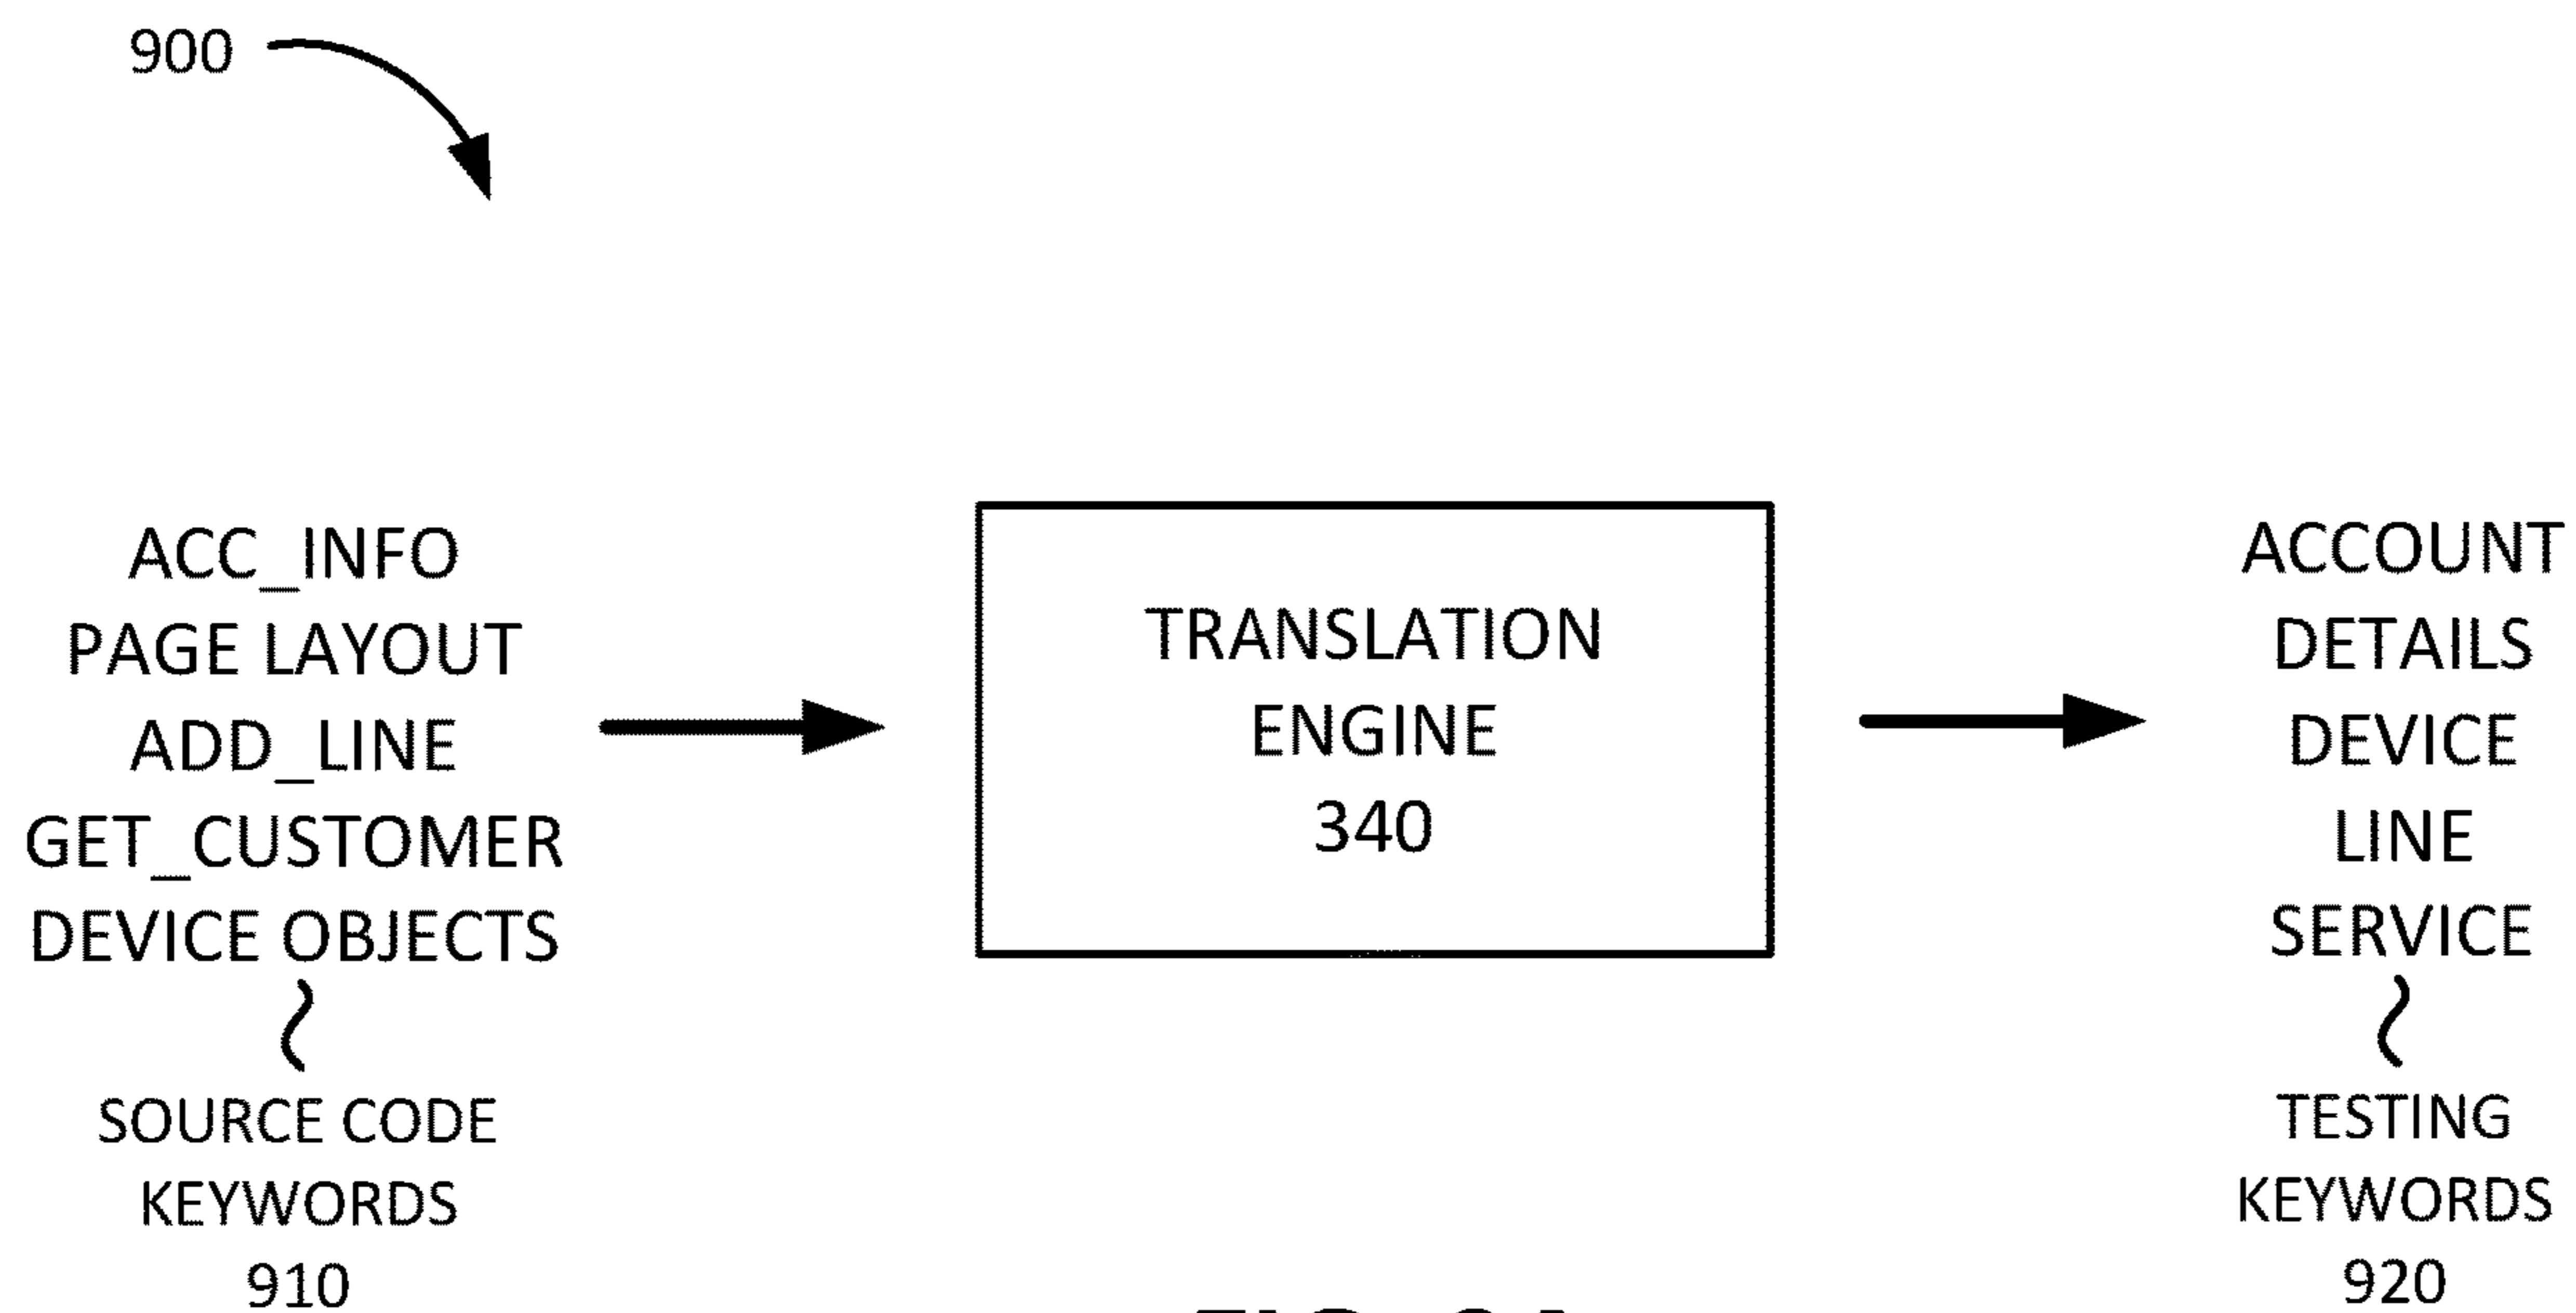 900
ACC_INFO
PAGE LAYOUT
ADD_LINE
GET_CUSTOMER
DEVICE OBJECTS
SOURCE CODE
KEYWORDS
910
TRANSLATION
ENGINE
340
ACCOUNT
DETAILS
DEVICE
LINE
SERVICE
TESTING
KEYWORDS
920